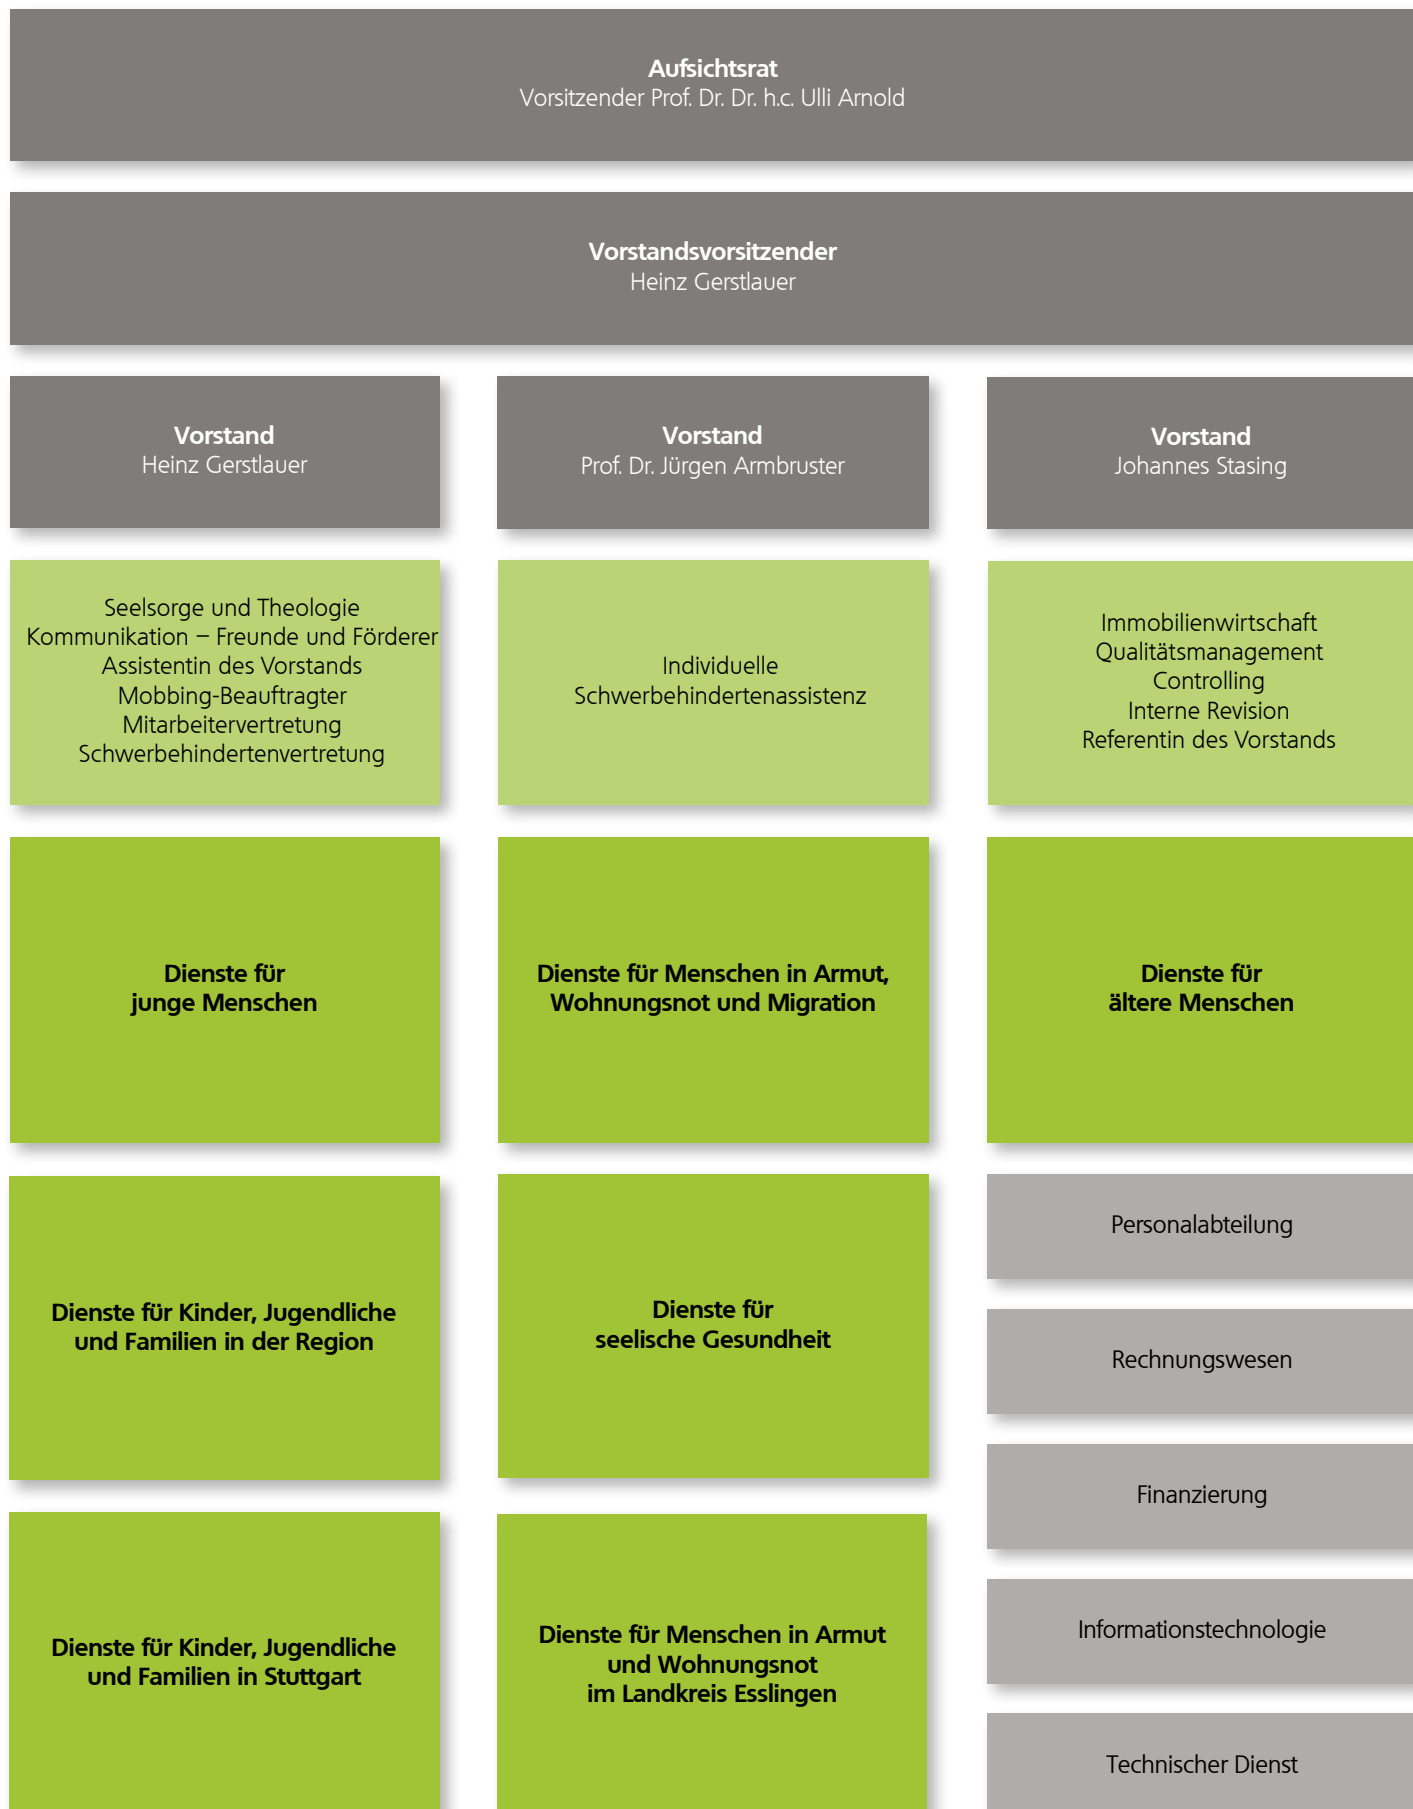 Aufsichtsrat
Vorsitzender Prof. Dr. Dr. h.c. Ulli Arnold
Vorstandsvorsitzender
Heinz Gerstlauer
Vorstand
Heinz Gerstlauer
Vorstand
Prof. Dr. Jürgen Armbruster
Vorstand
Johannes Stasing
Seelsorge und Theologie
Kommunikation – Freunde und Förderer
Assistentin des Vorstands
Mobbing-Beauftragter
Mitarbeitervertretung
Schwerbehindertenvertretung
Individuelle
Schwerbehindertenassistenz
Immobilienwirtschaft
Qualitätsmanagement
Controlling
Interne Revision
Referentin des Vorstands
Dienste für
junge Menschen
Dienste für Menschen in Armut,
Wohnungsnot und Migration
Dienste für
ältere Menschen
Dienste für Kinder, Jugendliche
und Familien in der Region
Dienste für
seelische Gesundheit
Personalabteilung
Rechnungswesen
Finanzierung
Dienste für Kinder, Jugendliche
und Familien in Stuttgart
Dienste für Menschen in Armut
und Wohnungsnot
im Landkreis Esslingen
Informationstechnologie
Technischer Dienst